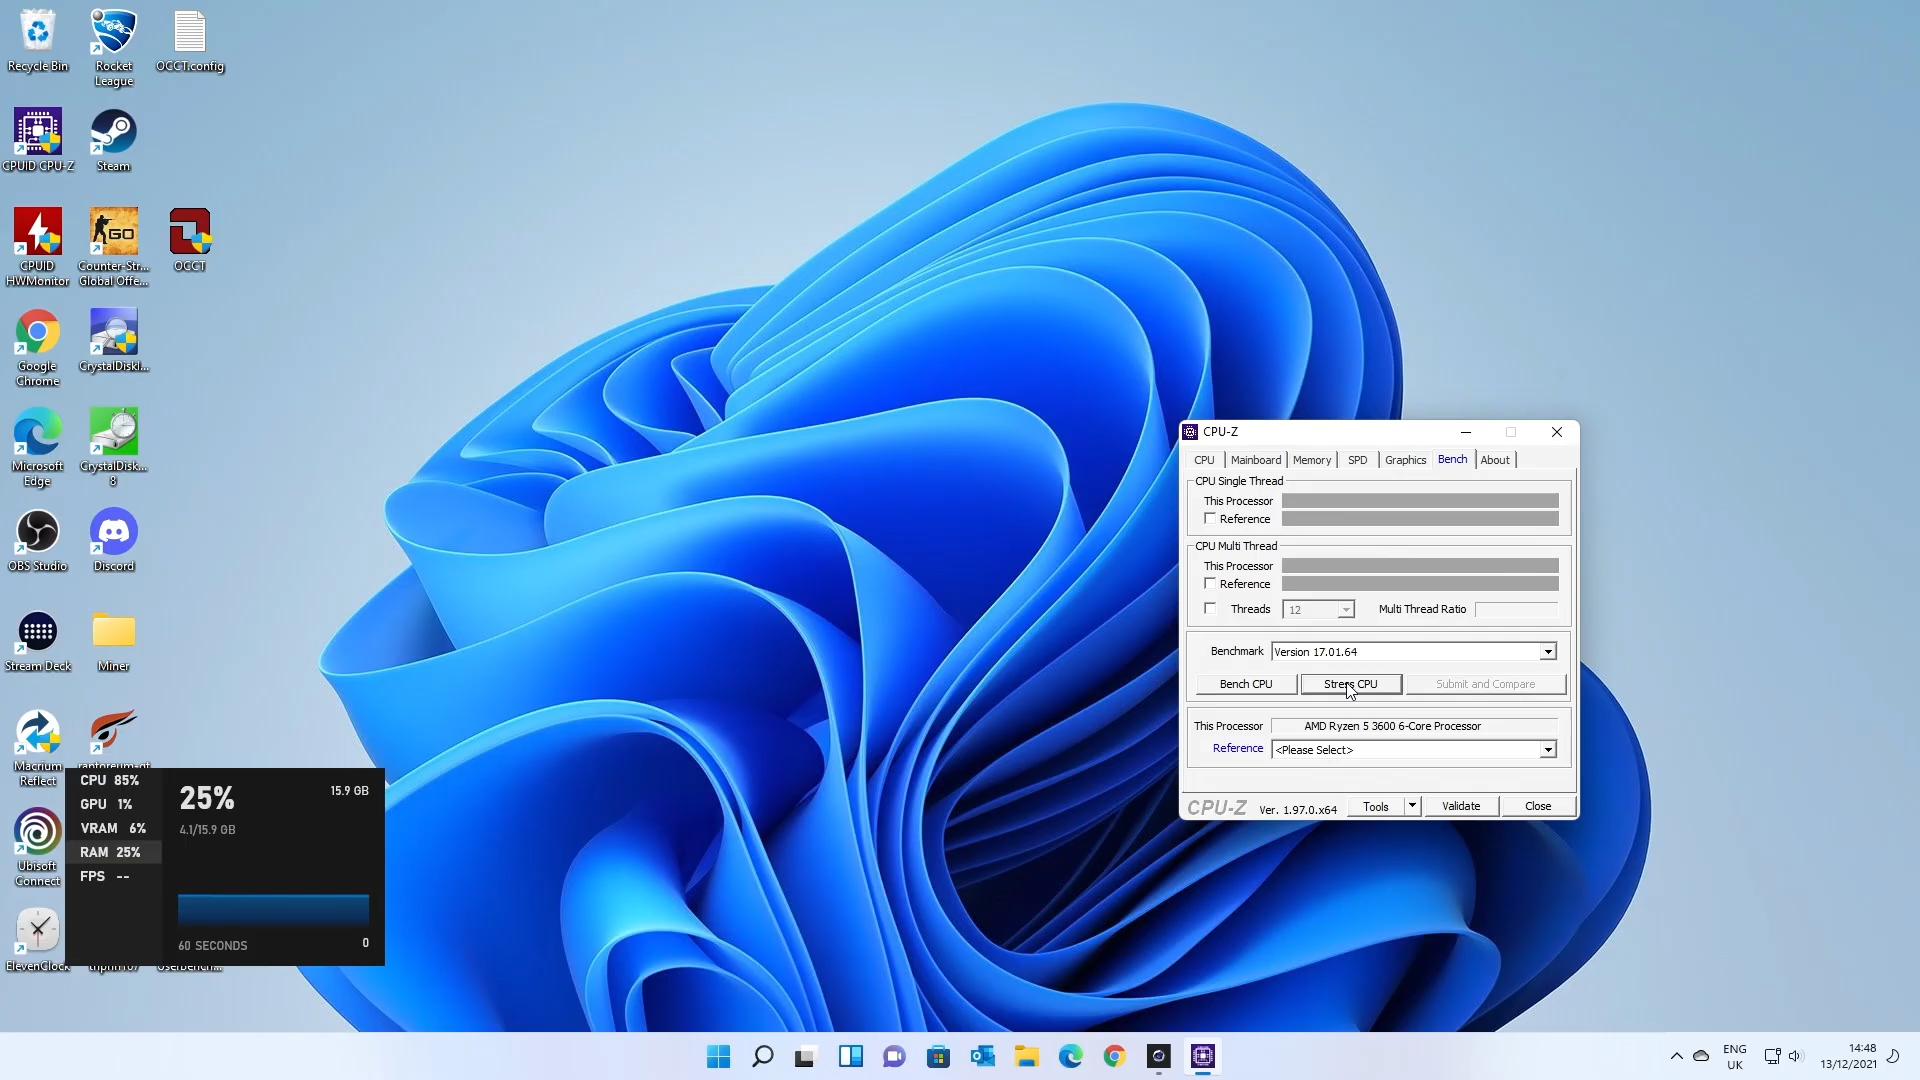 Recycle Bin
Rocket
League
OCCT.config
CPUID CPU-Z
Steam
CPUID
HWMonitor
GO
Counter-Str...
Global Offe...
OCCT
Google
Chrome
CrystalDiskI...
Microsoft
Edge
CrystalDisk...
8
OBS Studio
Discord
Stream Deck
Miner
Macrium
Reflect
Ubisoft
Connect
ElevenClock
CPU 85%
GPU 1%
VRAM 6%
RAM 25%
FPS --
25%
15.9 GB
4.1/15.9 GB
60 SECONDS
0
CPU-Z
CPU
Mainboard
Memory
SPD
Graphics
Bench
About
CPU Single Thread
This Processor
Reference
CPU Multi Thread
This Processor
Reference
Threads
12
Multi Thread Ratio
Benchmark
Version 17.01.64
Bench CPU
Stress CPU
Submit and Compare
This Processor
AMD Ryzen 5 3600 6-Core Processor
Reference
<Please Select>
CPU-Z
Ver. 1.97.0.x64
Tools
Validate
Close
ENG
UK
14:48
13/12/2021